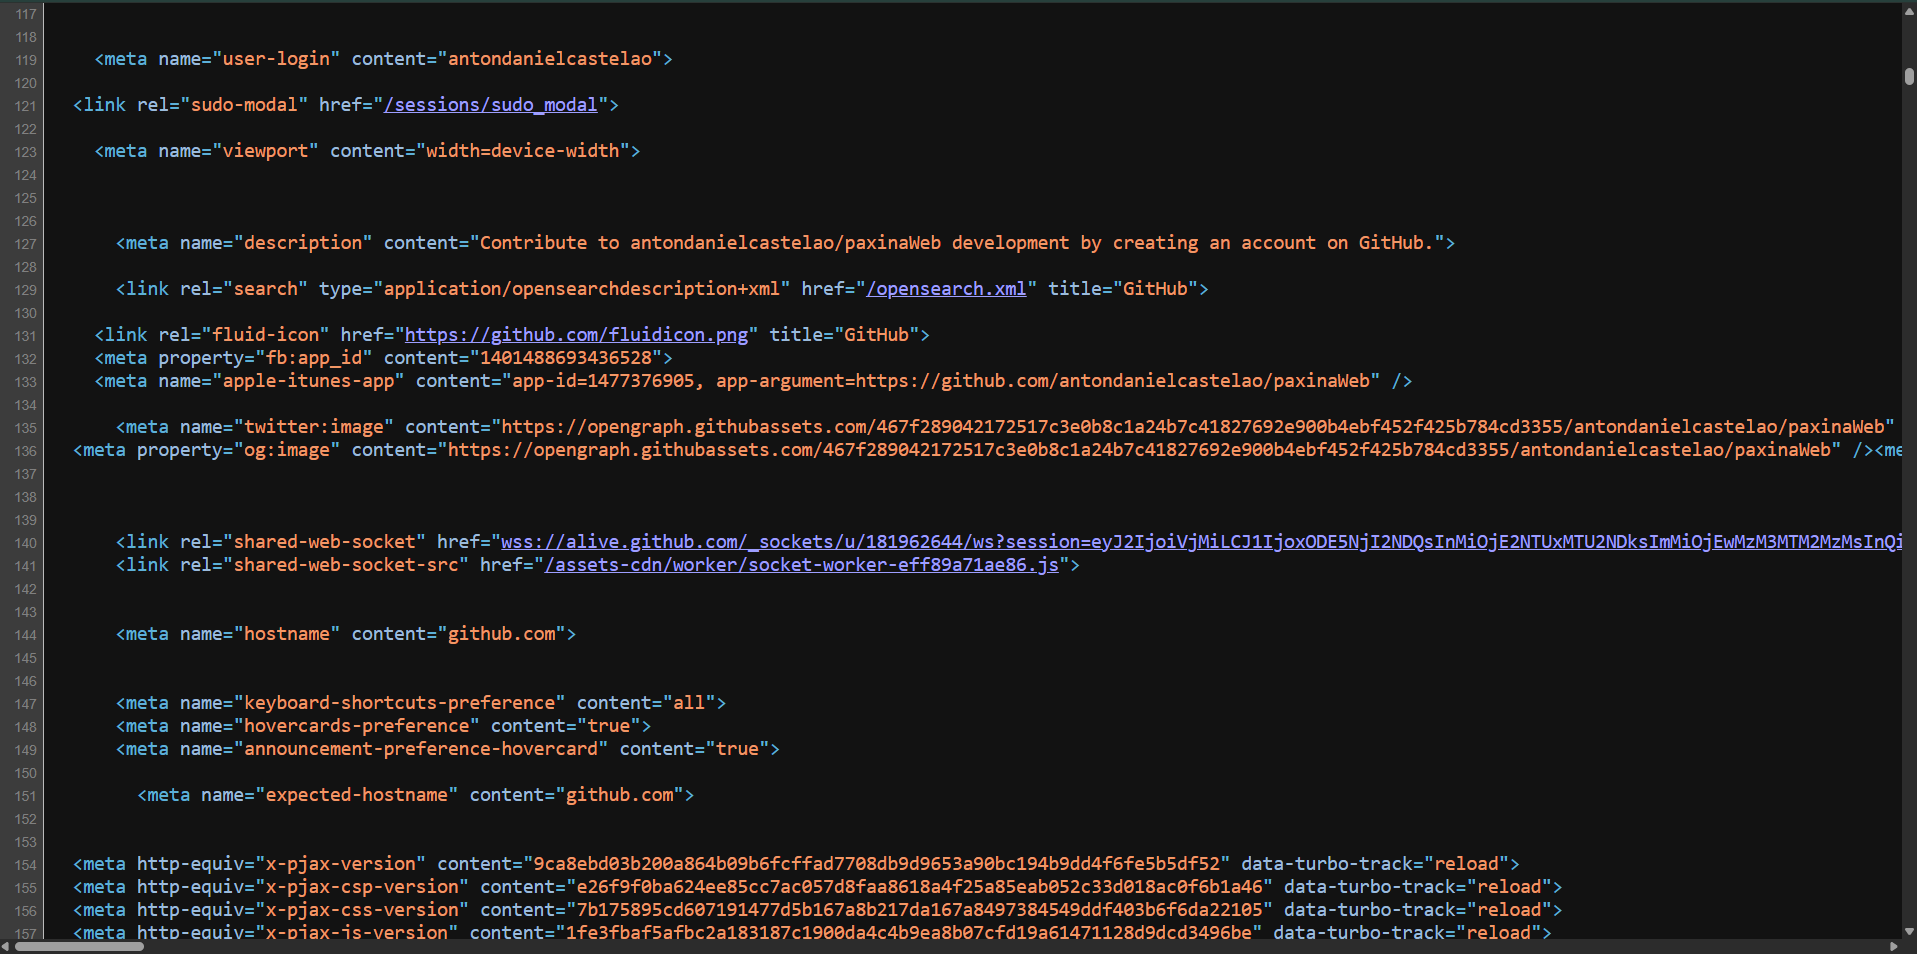 117
118
119 <meta name="user-login" content="antondanielcastelao">
120
121 <link rel="sudo-modal" href="/sessions/sudo_modal">
122
123 <meta name="viewport" content="width=device-width">
124
125
126
127 <meta name="description" content="Contribute to antondanielcastelao/paxinaWeb development by creating an account on GitHub.">
128
129 <link rel="search" type="application/opensearchdescription+xml" href="/opensearch.xml" title="GitHub">
130
131 <link rel="fluid-icon" href="https://github.com/fluidicon.png" title="GitHub">
132 <meta property="fb:app_id" content="1401488693436528">
133 <meta name="apple-itunes-app" content="app-id=1477376905, app-argument=https://github.com/antondanielcastelao/paxinaWeb" />
134
135 <meta name="twitter:image" content="https://opengraph.githubassets.com/467f289042172517c3e0b8c1a24b7c41827692e900b4ebf452f425b784cd3355/antondanielcastelao/paxinaWeb"
136 <meta property="og:image" content="https://opengraph.githubassets.com/467f289042172517c3e0b8c1a24b7c41827692e900b4ebf452f425b784cd3355/antondanielcastelao/paxinaWeb" /><me
137
138
139
140 <link rel="shared-web-socket" href="wss://alive.github.com/_sockets/u/181962644/ws?session=eyJ2IjoiVjMiLCJ1IjoxODE5NjI2NDQsInMiOjE2NTUxMTU2NDksImMiOjEwMzM3MTM2MzMsInQi
141 <link rel="shared-web-socket-src" href="/assets-cdn/worker/socket-worker-eff89a71ae86.js">
142
143
144 <meta name="hostname" content="github.com">
145
146
147 <meta name="keyboard-shortcuts-preference" content="all">
148 <meta name="hovercards-preference" content="true">
149 <meta name="announcement-preference-hovercard" content="true">
150
151 <meta name="expected-hostname" content="github.com">
152
153
154 <meta http-equiv="x-pjax-version" content="9ca8ebd03b200a864b09b6fcffad7708db9d9653a90bc194b9dd4f6fe5b5df52" data-turbo-track="reload">
155 <meta http-equiv="x-pjax-csp-version" content="e26f9f0ba624ee85cc7ac057d8faa8618a4f25a85eab052c33d018ac0f6b1a46" data-turbo-track="reload">
156 <meta http-equiv="x-pjax-css-version" content="7b175895cd607191477d5b167a8b217da167a8497384549ddf403b6f6da22105" data-turbo-track="reload">
157 <meta http-equiv="x-pjax-js-version" content="1fe3fbaf5afbc2a183187c1900da4c4b9ea8b07cfd19a61471128d9dcd3496be" data-turbo-track="reload">